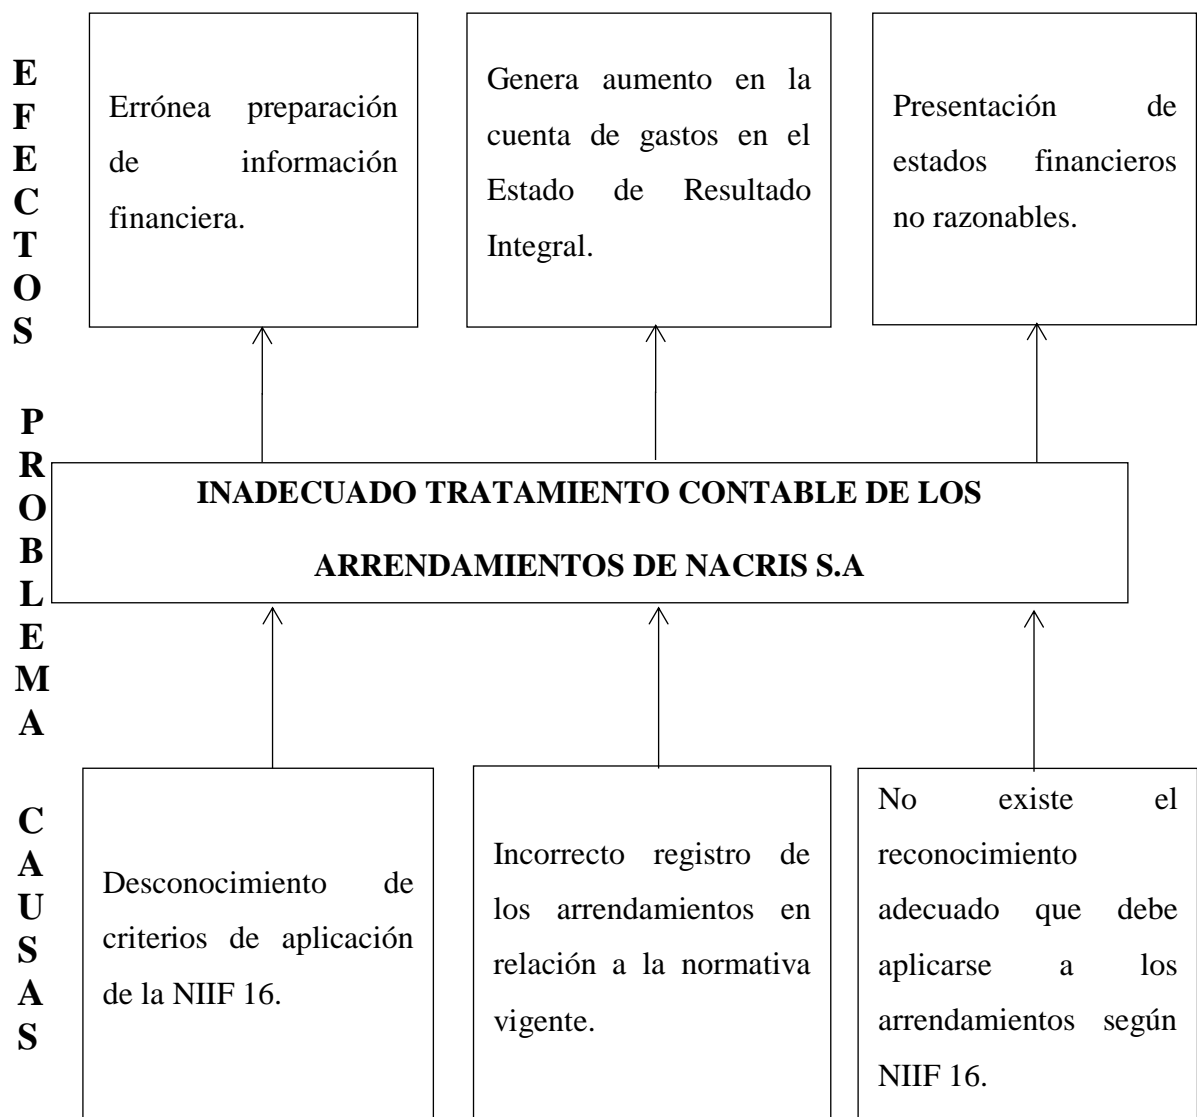 EFECTOS
Errónea preparación
de información
financiera.
Genera aumento en la
cuenta de gastos en el
Estado de Resultado
Integral.
Presentación de
estados financieros
no razonables.
PROBLEMA
INADECUADO TRATAMIENTO CONTABLE DE LOS
ARRENDAMIENTOS DE NACRIS S.A
CAUSAS
Desconocimiento de
criterios de aplicación
de la NIIF 16.
Incorrecto registro de
los arrendamientos en
relación a la normativa
vigente.
No existe el
reconocimiento
adecuado que debe
aplicarse a los
arrendamientos según
NIIF 16.